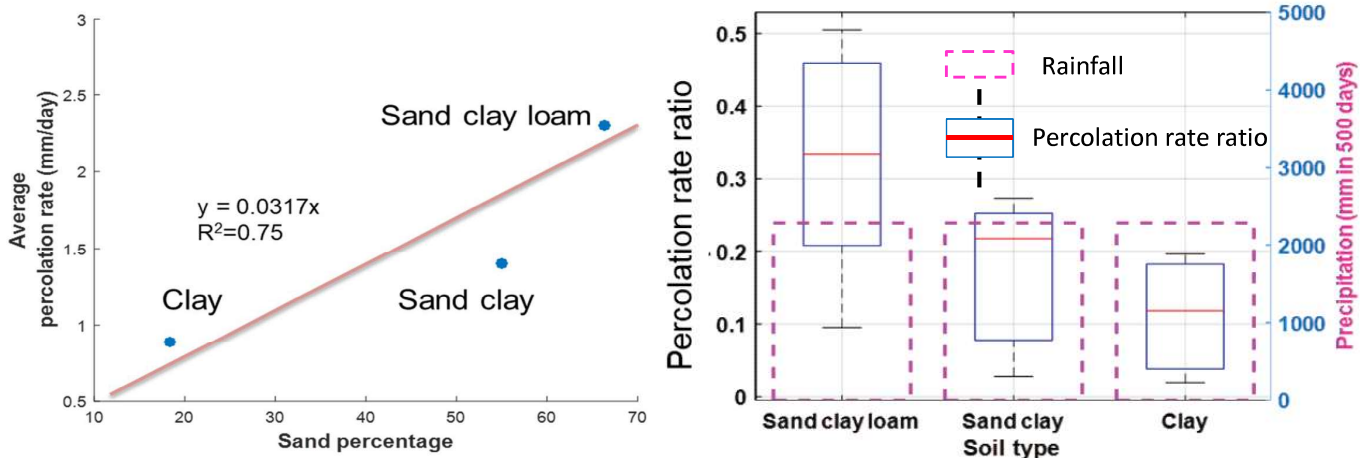 Average
percolation rate (mm/day)
3
2.5
2
1.5
1
0.5
Sand clay loam
y = 0.0317x
R²=0.75
Clay
Sand clay
10
20
30
40
50
60
70
Sand percentage
Percolation rate ratio
0.5
0.4
0.3
0.2
0.1
0
Rainfall
Percolation rate ratio
5000
4000
3000
2000
1000
0
Precipitation (mm in 500 days)
Sand clay loam
Sand clay
Clay
Soil type